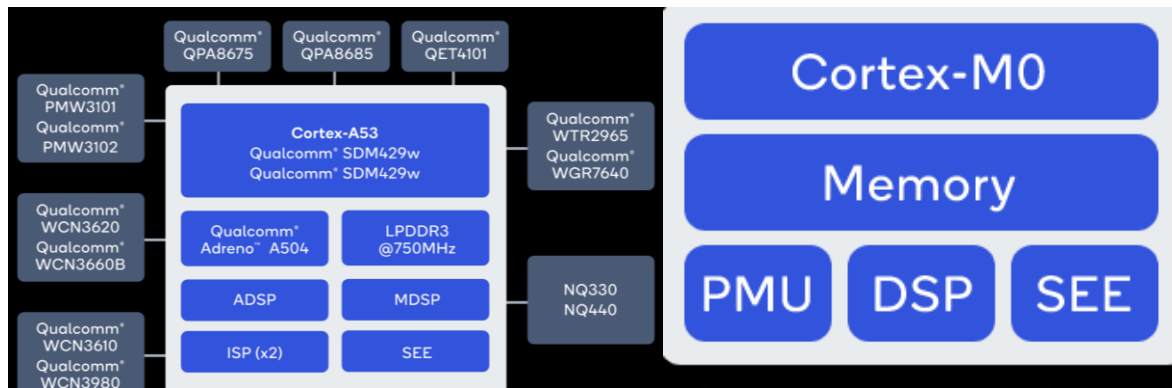 Qualcomm®
QPA8675
Qualcomm®
QPA8685
Qualcomm®
QET4101
Qualcomm®
PMW3101
Qualcomm®
PMW3102
Qualcomm®
WCN3620
Qualcomm®
WCN3660B
Qualcomm®
WCN3610
Qualcomm®
WCN3980
Cortex-A53
Qualcomm® SDM429w
Qualcomm® SDM429w
Qualcomm®
Adreno™ A504
LPDDR3
@750MHz
ADSP
MDSP
ISP (x2)
SEE
Qualcomm®
WTR2965
Qualcomm®
WGR7640
NQ330
NQ440
Cortex-M0
Memory
PMU
DSP
SEE